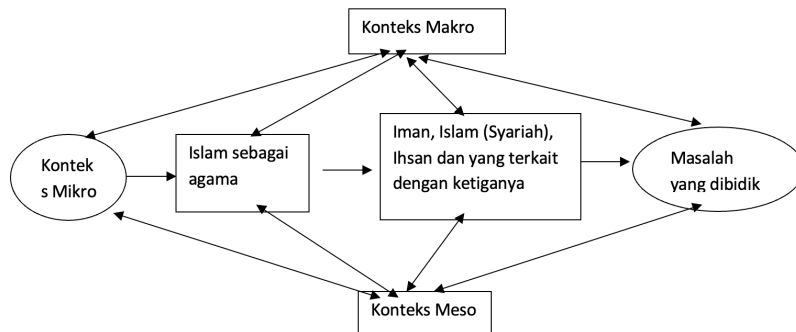 Konteks Makro
Kontek
s Mikro
Islam sebagai
agama
Iman, Islam (Syariah),
Ihsan dan yang terkait
dengan ketiganya
Masalah
yang dibidik
Konteks Meso